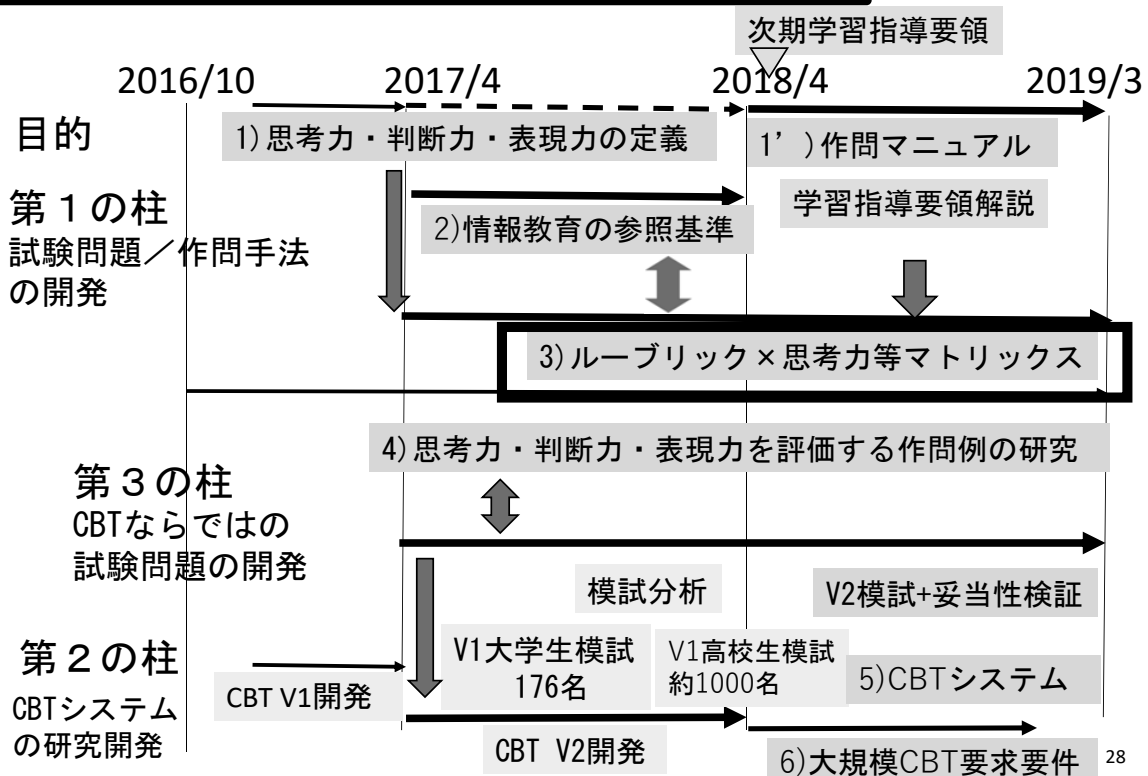 次期学習指導要領
2016/10
2017/4
2018/4
2019/3
目的
1)思考力・判断力・表現力の定義
1’)作問マニュアル
第１の柱
試験問題／作問手法
の開発
2)情報教育の参照基準
学習指導要領解説
3)ルーブリック×思考力等マトリックス
4)思考力・判断力・表現力を評価する作問例の研究
第３の柱
CBTならではの
試験問題の開発
模試分析
V2模試+妥当性検証
第２の柱
CBTシステム
の研究開発
CBT V1開発
V1大学生模試
176名
V1高校生模試
約1000名
5)CBTシステム
CBT V2開発
6)大規模CBT要求要件
28